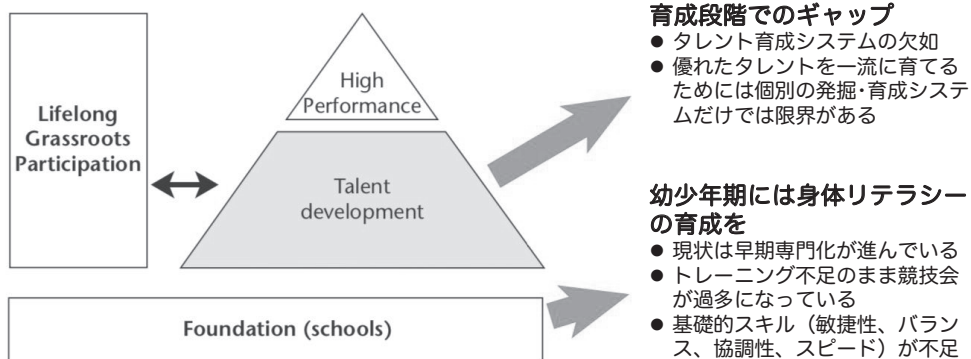 Lifelong
Grassroots
Participation
High
Performance
Talent
development
Foundation (schools)
育成段階でのギャップ
● タレント育成システムの欠如
● 優れたタレントを一流に育てる
ためには個別の発掘・育成システ
ムだけでは限界がある
幼少年期には身体リテラシー
の育成を
● 現状は早期専門化が進んでいる
● トレーニング不足のまま競技会
が過多になっている
● 基礎的スキル（敏捷性、バラン
ス、協調性、スピード）が不足